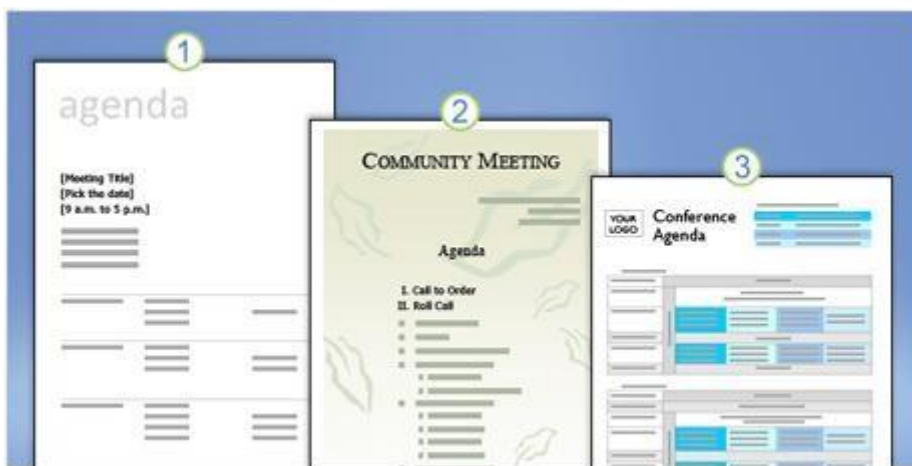 1
agenda
[Meeting Title]
[Pick the date]
[9 a.m. to 5 p.m.]
2
COMMUNITY MEETING
Agenda
I. Call to Order
II. Roll Call
3
YOUR
LOGO
Conference
Agenda